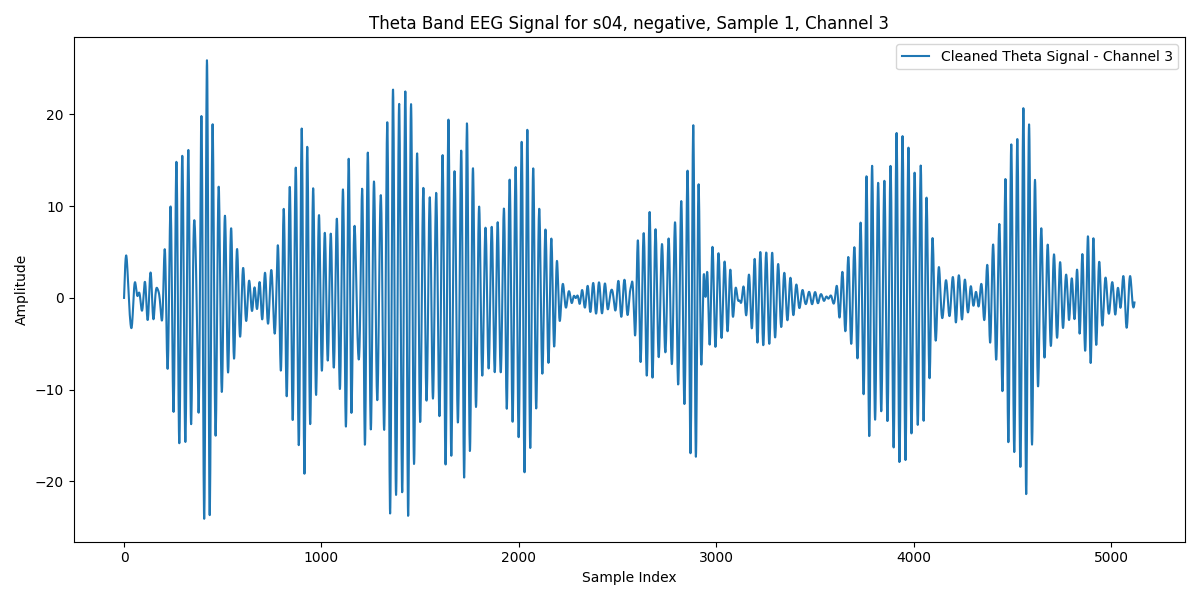 Theta Band EEG Signal for s04, negative, Sample 1, Channel 3
Cleaned Theta Signal - Channel 3
Amplitude
20
10
0
−10
−20
0 1000 2000 3000 4000 5000
Sample Index